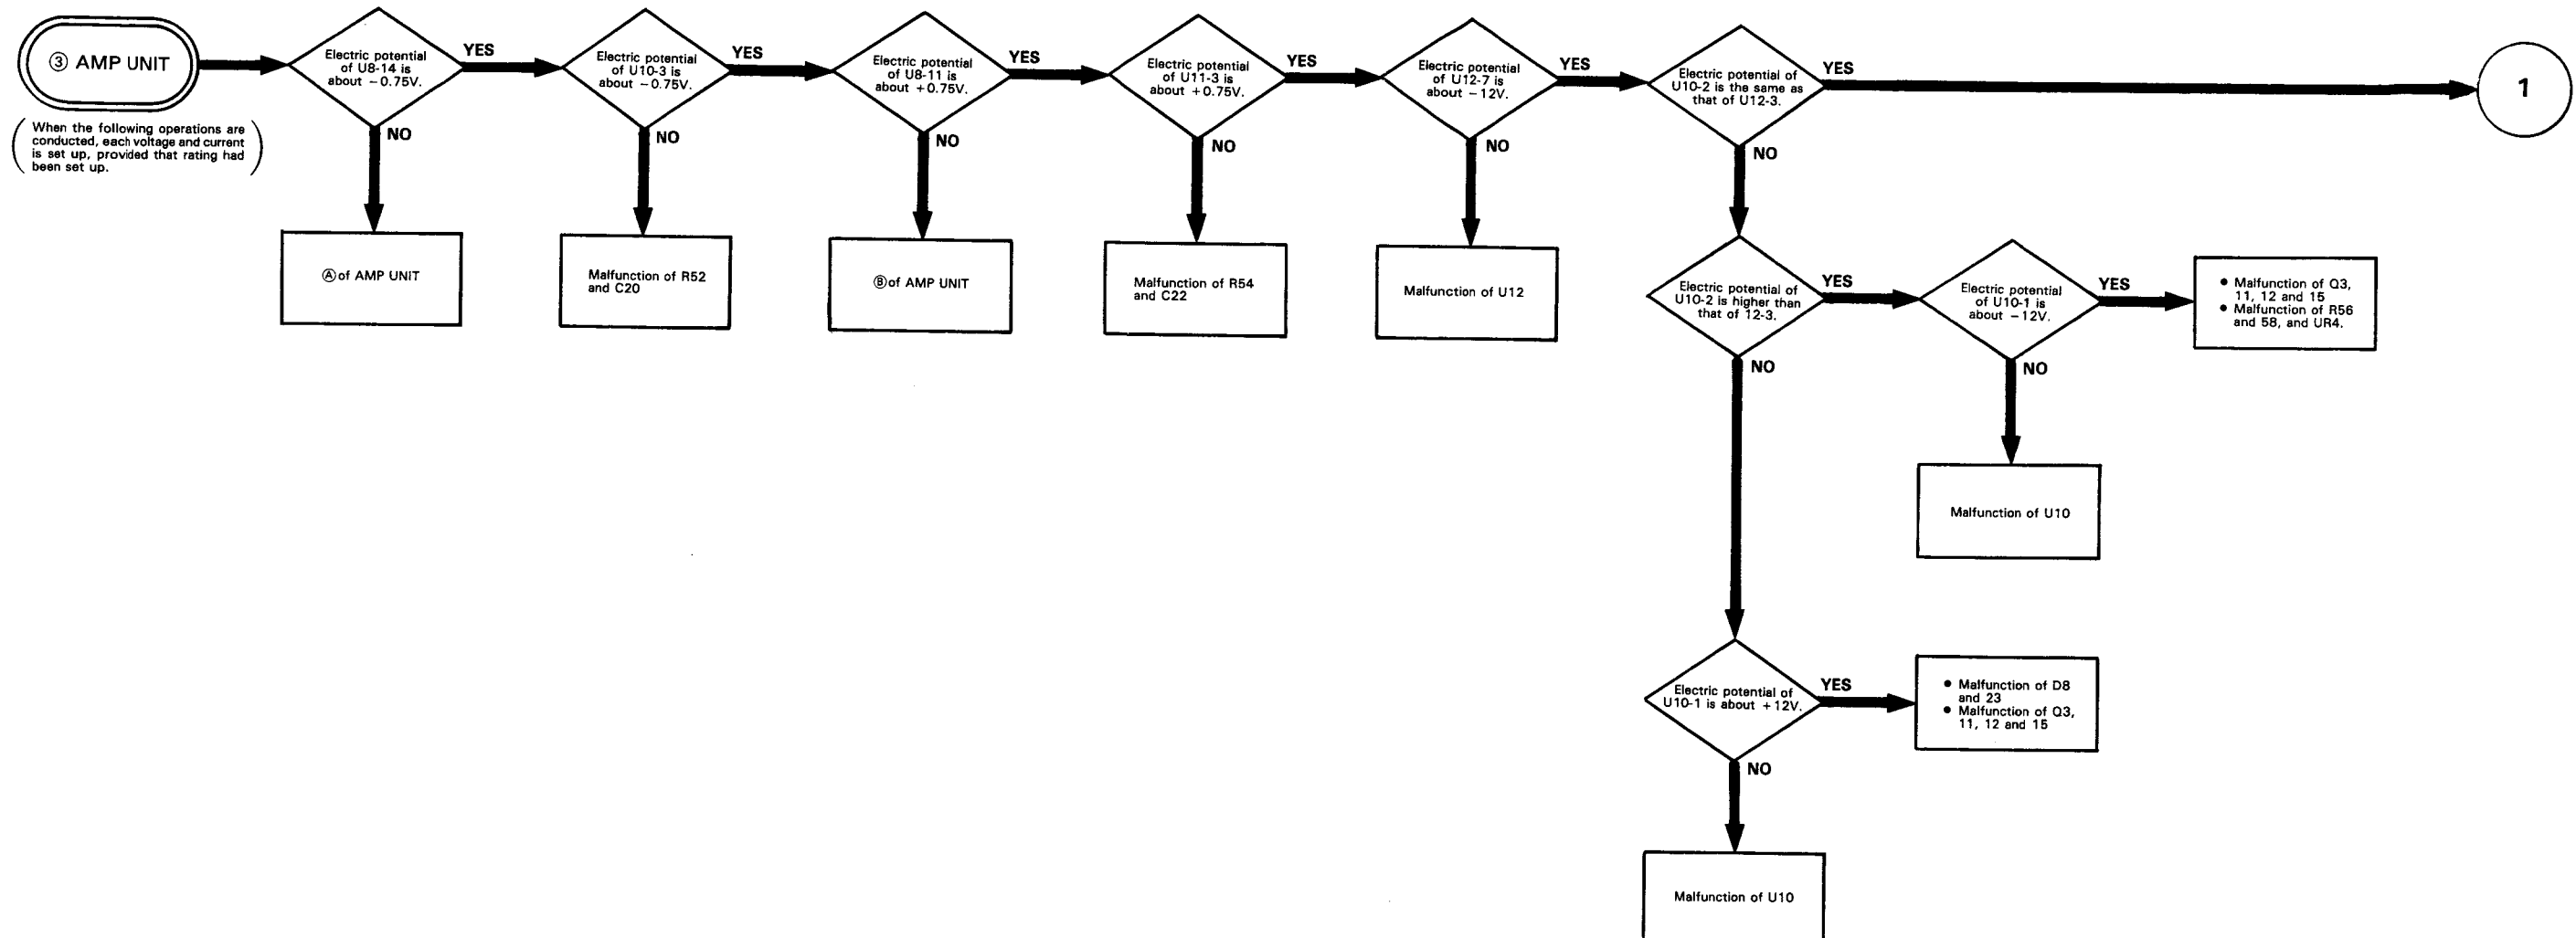 ③ AMP UNIT
When the following operations are
conducted, each voltage and current
is set up, provided that rating had
been set up.
Electric potential
of U8-14 is
about −0.75V.
YES
NO
Ⓐ of AMP UNIT
Electric potential
of U10-3 is
about −0.75V.
YES
NO
Malfunction of R52
and C20
Electric potential
of U8-11 is
about +0.75V.
YES
NO
Ⓑ of AMP UNIT
Electric potential
of U11-3 is
about +0.75V.
YES
NO
Malfunction of R54
and C22
Electric potential
of U12-7 is
about −12V.
YES
NO
Malfunction of U12
Electric potential of
U10-2 is the same as
that of U12-3.
YES
1
NO
Electric potential of
U10-2 is higher than
that of 12-3.
YES
Electric potential
of U10-1 is
about −12V.
YES
● Malfunction of Q3,
11, 12 and 15
● Malfunction of R56
and 58, and UR4.
NO
Malfunction of U10
NO
Electric potential of
U10-1 is about +12V.
YES
● Malfunction of D8
and 23
● Malfunction of Q3,
11, 12 and 15
NO
Malfunction of U10